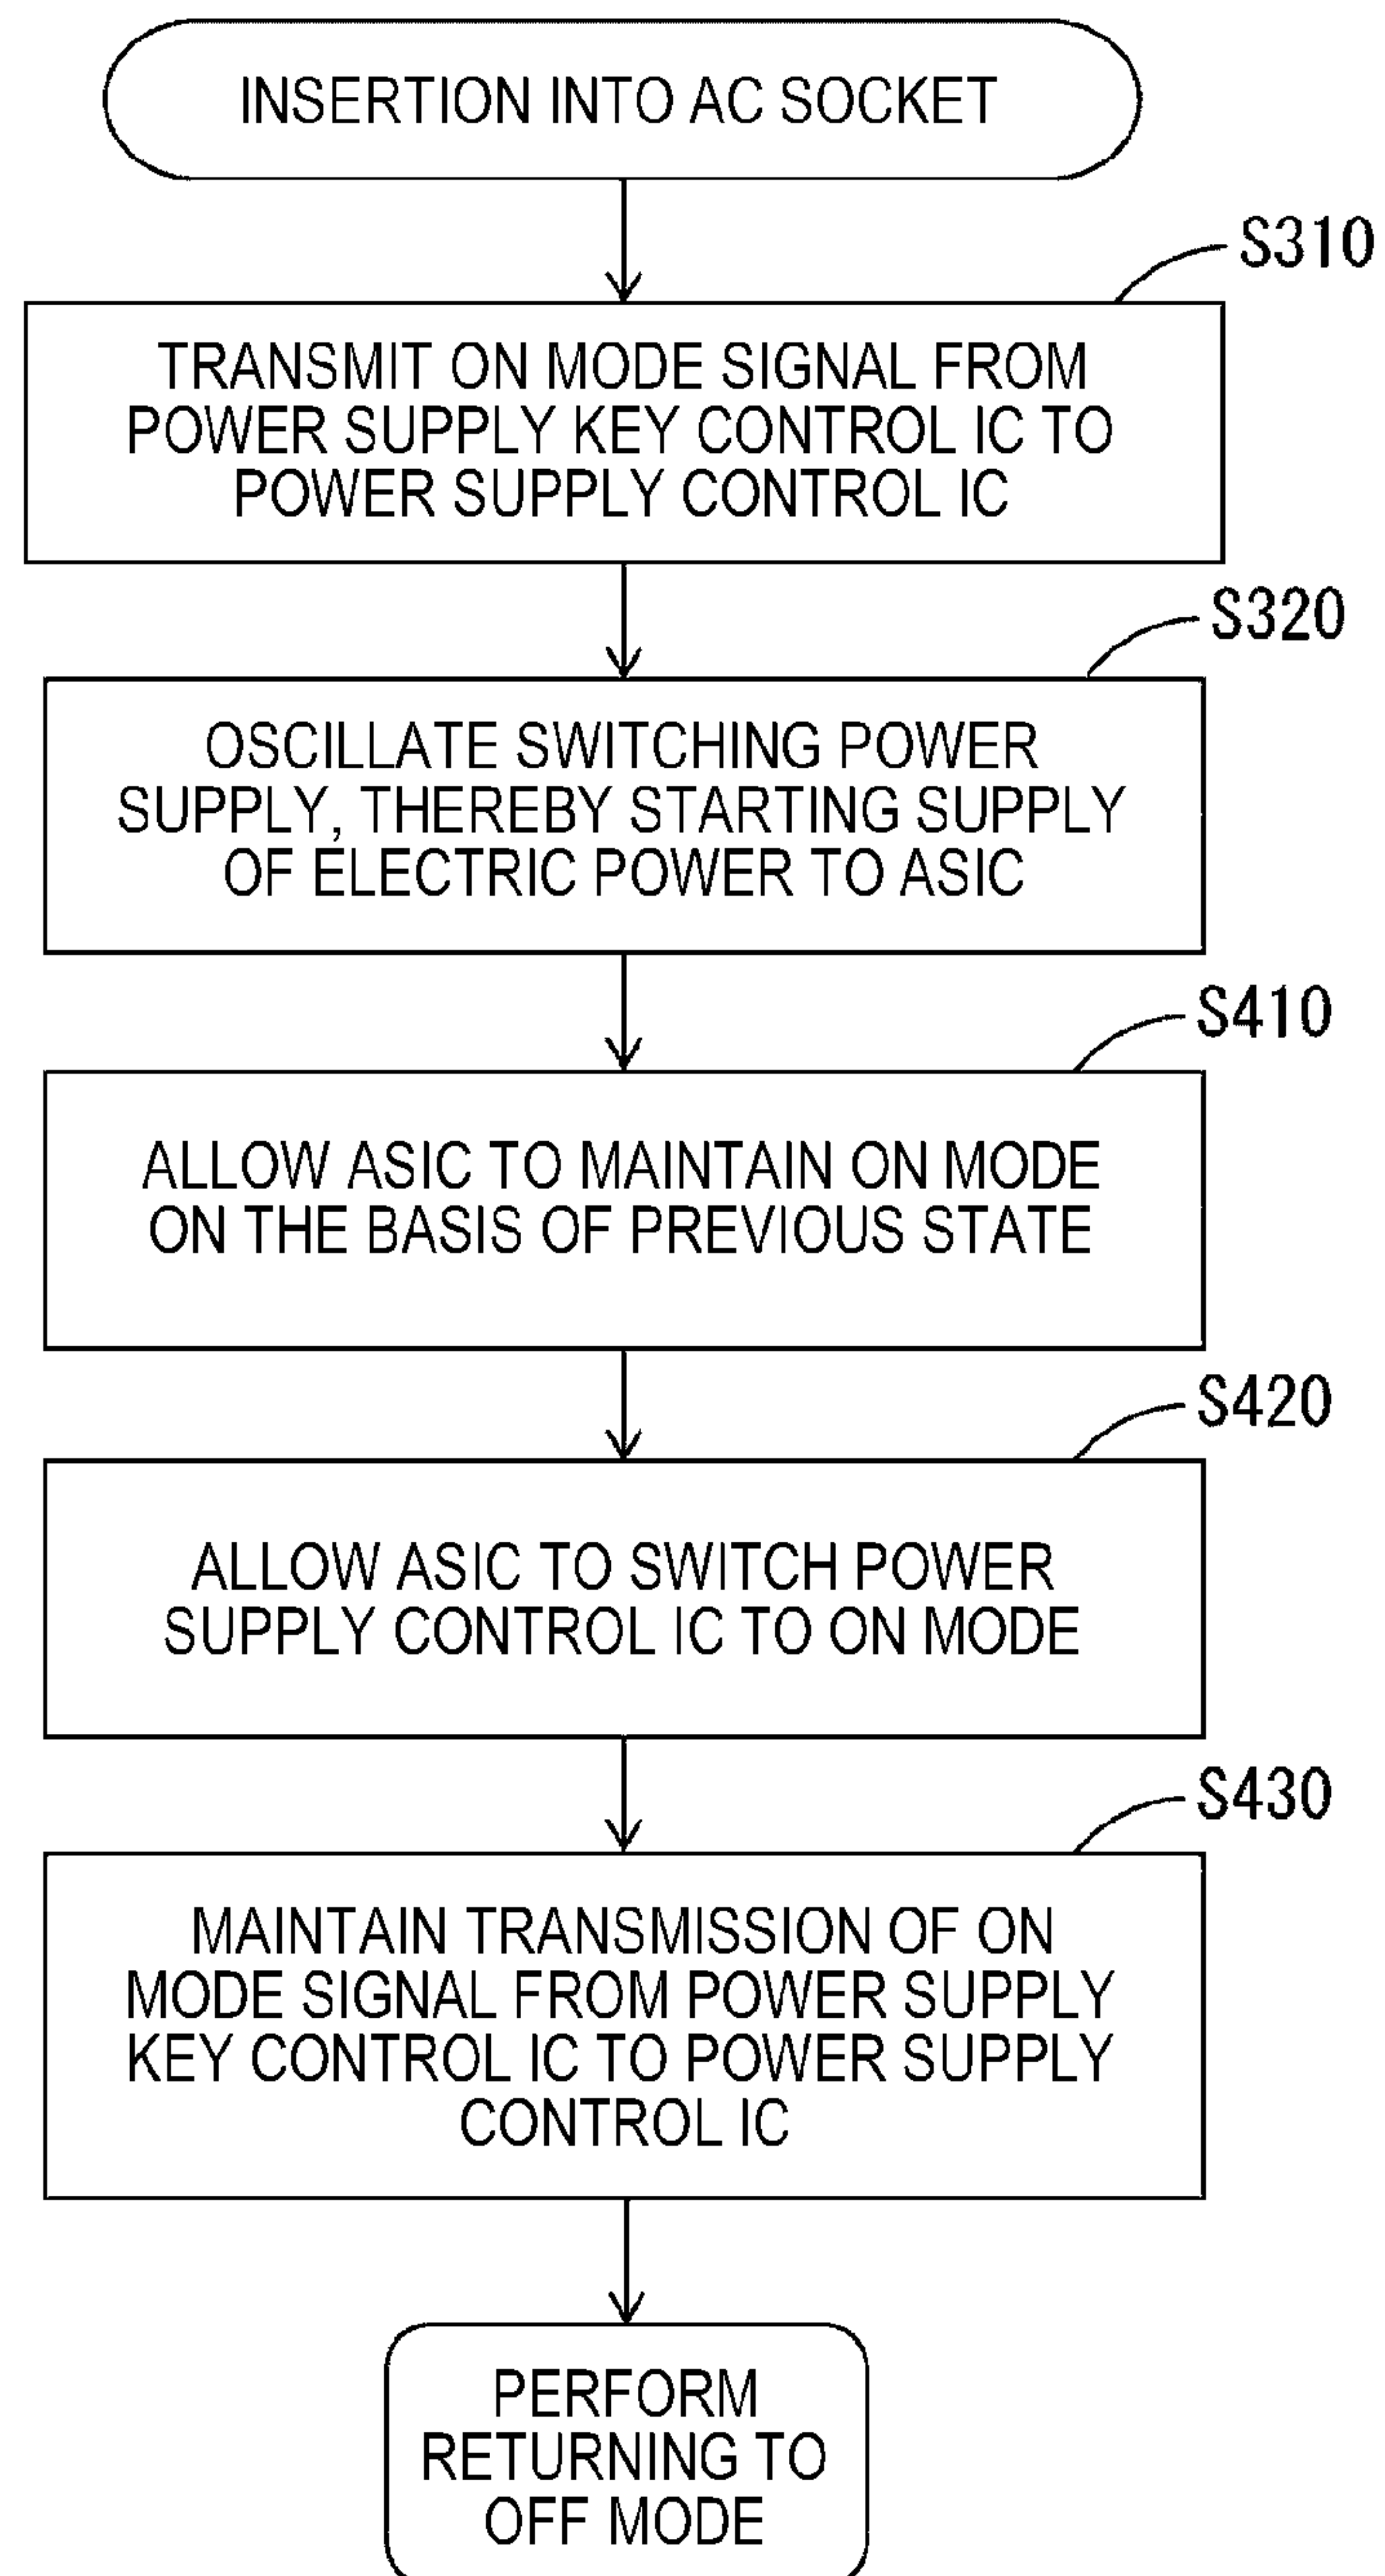 INSERTION INTO AC SOCKET
S310
TRANSMIT ON MODE SIGNAL FROM
POWER SUPPLY KEY CONTROL IC TO
POWER SUPPLY CONTROL IC
S320
OSCILLATE SWITCHING POWER
SUPPLY, THEREBY STARTING SUPPLY
OF ELECTRIC POWER TO ASIC
S410
ALLOW ASIC TO MAINTAIN ON MODE
ON THE BASIS OF PREVIOUS STATE
S420
ALLOW ASIC TO SWITCH POWER
SUPPLY CONTROL IC TO ON MODE
S430
MAINTAIN TRANSMISSION OF ON
MODE SIGNAL FROM POWER SUPPLY
KEY CONTROL IC TO POWER SUPPLY
CONTROL IC
PERFORM
RETURNING TO
OFF MODE